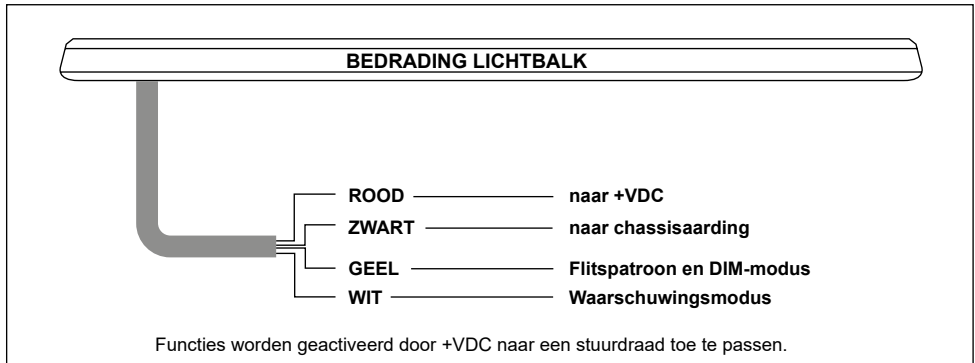 BEDRADING LICHTBALK
ROOD naar +VDC
ZWART naar chassisaarding
GEEL Flitspatroon en DIM-modus
WIT Waarschuwingsmodus
Functies worden geactiveerd door +VDC naar een stuurdraad toe te passen.